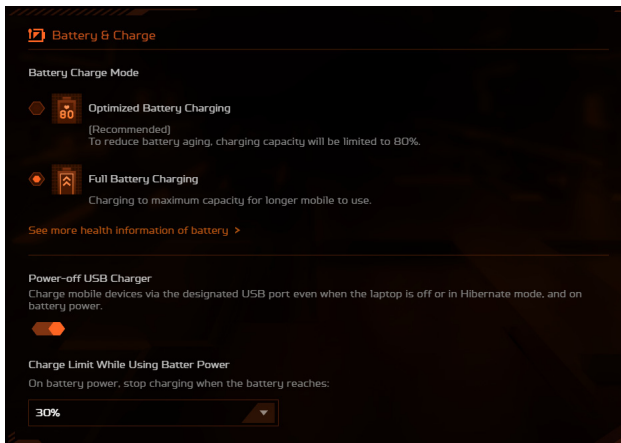 Battery & Charge
Battery Charge Mode
80
Optimized Battery Charging
(Recommended)
To reduce battery aging, charging capacity will be limited to 80%.
Full Battery Charging
Charging to maximum capacity for longer mobile to use.
See more health information of battery >
Power-off USB Charger
Charge mobile devices via the designated USB port even when the laptop is off or in Hibernate mode, and on
battery power.
Charge Limit While Using Batter Power
On battery power, stop charging when the battery reaches:
30%